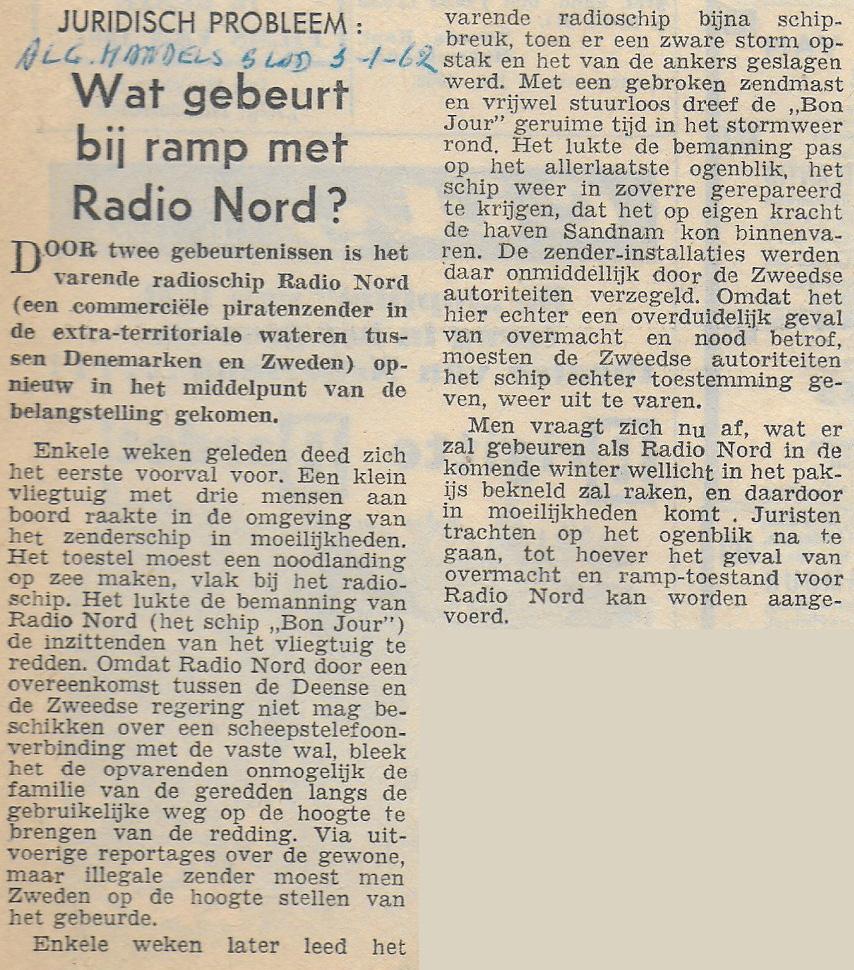 JURIDISCH PROBLEEM :
ALG. HANDELSBLAD 3-1-62
Wat gebeurt
bij ramp met
Radio Nord?
DOOR twee gebeurtenissen is het
varende radioschip Radio Nord
(een commerciële piratenzender in
de extra-territoriale wateren tus-
sen Denemarken en Zweden) op-
nieuw in het middelpunt van de
belangstelling gekomen.
Enkele weken geleden deed zich
het eerste voorval voor. Een klein
vliegtuig met drie mensen aan
boord raakte in de omgeving van
het zenderschip in moeilijkheden.
Het toestel moest een noodlanding
op zee maken, vlak bij het radio-
schip. Het lukte de bemanning van
Radio Nord (het schip „Bon Jour”)
de inzittenden van het vliegtuig te
redden. Omdat Radio Nord door een
overeenkomst tussen de Deense en
de Zweedse regering niet mag be-
schikken over een scheepstelefoon-
verbinding met de vaste wal, bleek
het de opvarenden onmogelijk de
familie van de geredden langs de
gebruikelijke weg op de hoogte te
brengen van de redding. Via uit-
voerige reportages over de gewone,
maar illegale zender moest men
Zweden op de hoogte stellen van
het gebeurde.
Enkele weken later leed het
varende radioschip bijna schip-
breuk, toen er een zware storm op-
stak en het van de ankers geslagen
werd. Met een gebroken zendmast
en vrijwel stuurloos dreef de „Bon
Jour” geruime tijd in het stormweer
rond. Het lukte de bemanning pas
op het allerlaatste ogenblik, het
schip weer in zoverre gerepareerd
te krijgen, dat het op eigen kracht
de haven Sandnam kon binnenva-
ren. De zender-installaties werden
daar onmiddellijk door de Zweedse
autoriteiten verzegeld. Omdat het
hier echter een overduidelijk geval
van overmacht en nood betrof,
moesten de Zweedse autoriteiten
het schip echter toestemming ge-
ven, weer uit te varen.
Men vraagt zich nu af, wat er
zal gebeuren als Radio Nord in de
komende winter wellicht in het pak-
ijs bekneld zal raken, en daardoor
in moeilijkheden komt . Juristen
trachten op het ogenblik na te
gaan, tot hoever het geval van
overmacht en ramp-toestand voor
Radio Nord kan worden aange-
voerd.